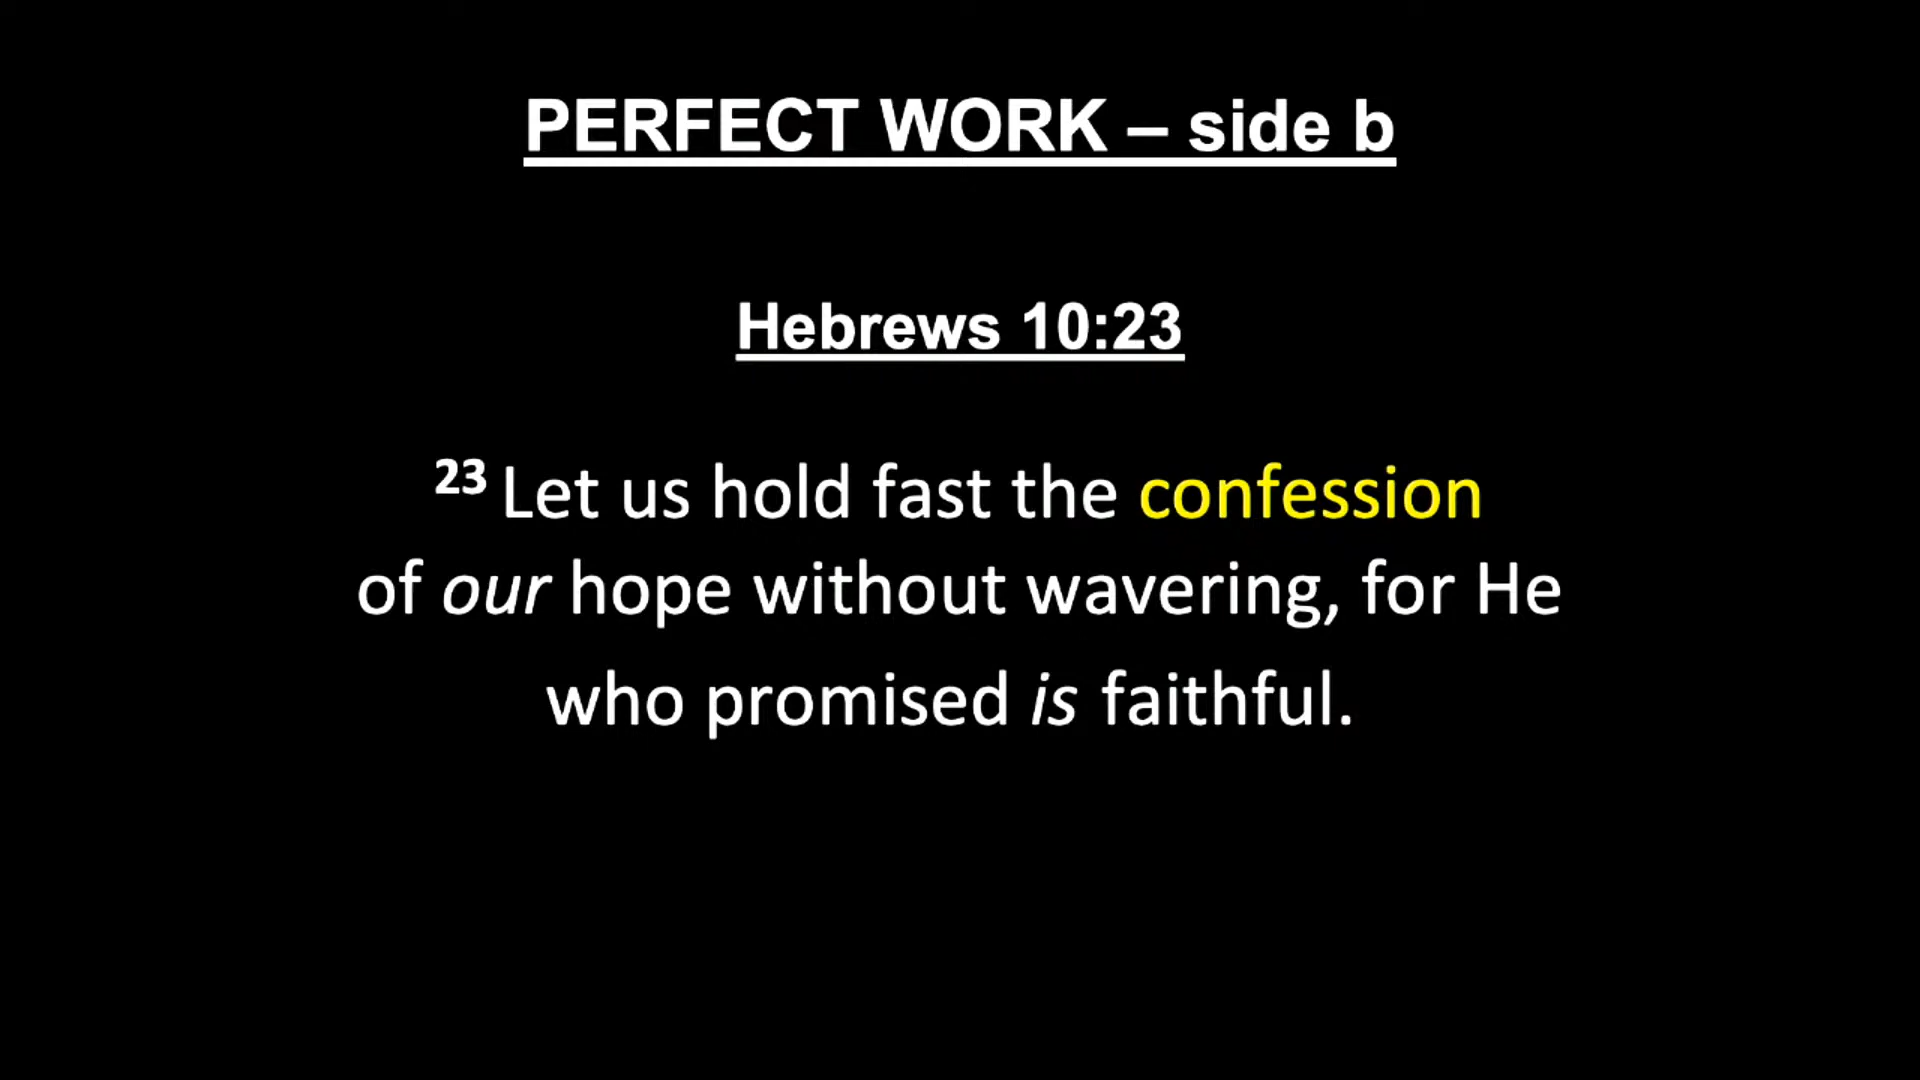 PERFECT WORK – side b
Hebrews 10:23
23 Let us hold fast the confession
of our hope without wavering, for He
who promised is faithful.